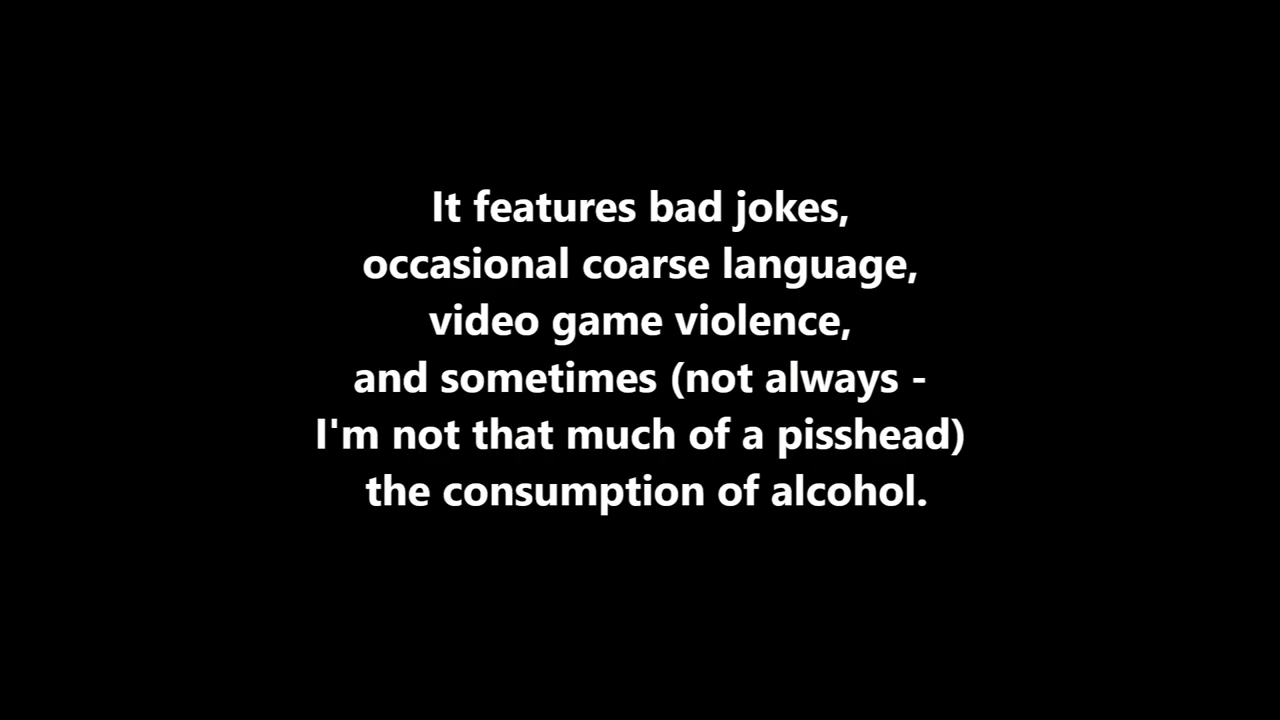 It features bad jokes,
occasional coarse language,
video game violence,
and sometimes (not always -
I'm not that much of a pisshead)
the consumption of alcohol.